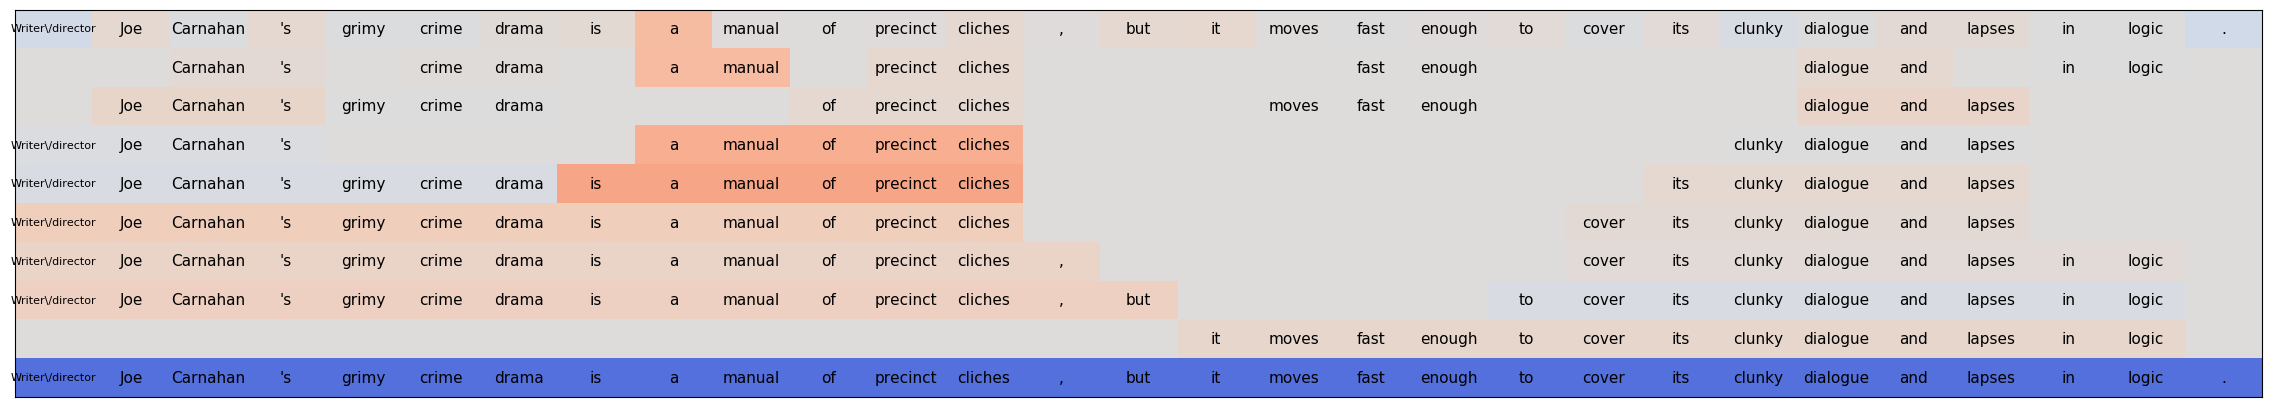 Writer\/director Joe Carnahan 's grimy crime drama is a manual of precinct cliches , but it moves fast enough to cover its clunky dialogue and lapses in logic .
Carnahan 's crime drama a manual precinct cliches fast enough dialogue and in logic
Joe Carnahan 's grimy crime drama of precinct cliches moves fast enough dialogue and lapses
Writer\/director Joe Carnahan 's a manual of precinct cliches clunky dialogue and lapses
Writer\/director Joe Carnahan 's grimy crime drama is a manual of precinct cliches its clunky dialogue and lapses
Writer\/director Joe Carnahan 's grimy crime drama is a manual of precinct cliches cover its clunky dialogue and lapses
Writer\/director Joe Carnahan 's grimy crime drama is a manual of precinct cliches , cover its clunky dialogue and lapses in logic
Writer\/director Joe Carnahan 's grimy crime drama is a manual of precinct cliches , but to cover its clunky dialogue and lapses in logic
it moves fast enough to cover its clunky dialogue and lapses in logic
Writer\/director Joe Carnahan 's grimy crime drama is a manual of precinct cliches , but it moves fast enough to cover its clunky dialogue and lapses in logic .